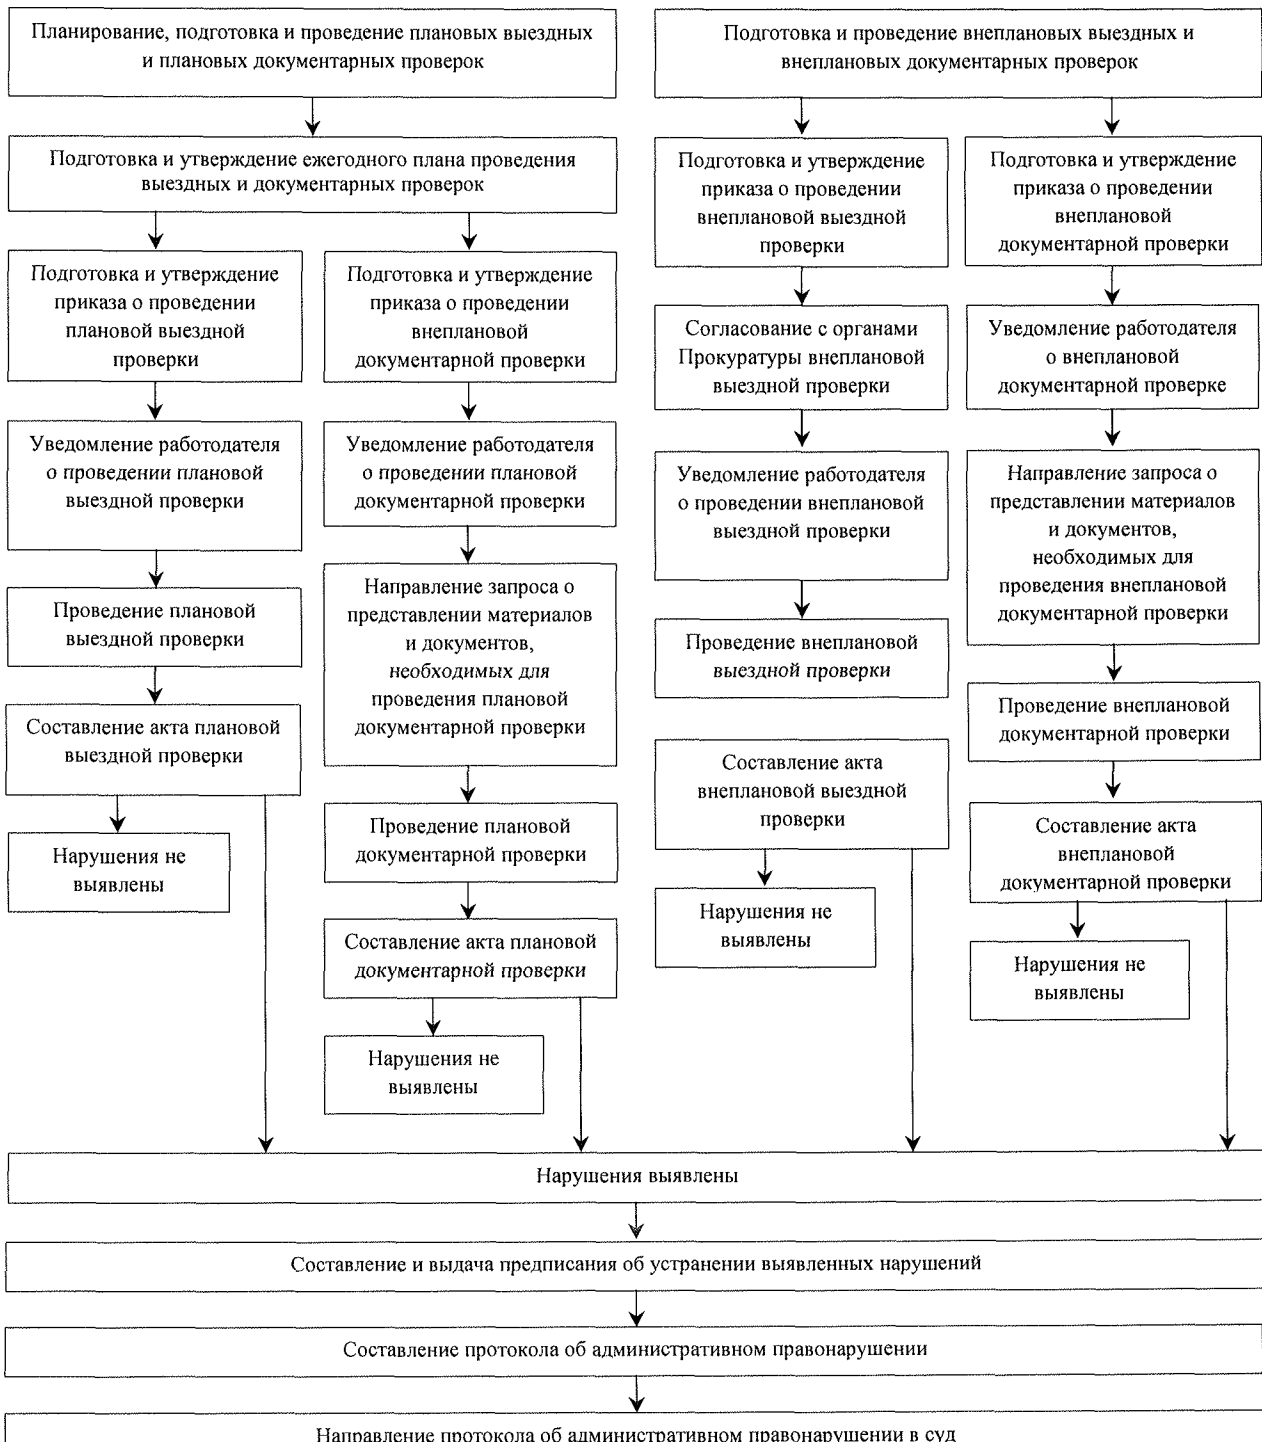 Планирование, подготовка и проведение плановых выездных
и плановых документарных проверок
Подготовка и утверждение ежегодного плана проведения
выездных и документарных проверок
Подготовка и утверждение
приказа о проведении
плановой выездной
проверки
Уведомление работодателя
о проведении плановой
выездной проверки
Проведение плановой
выездной проверки
Составление акта плановой
выездной проверки
Нарушения не
выявлены
Подготовка и утверждение
приказа о проведении
внеплановой
документарной проверки
Уведомление работодателя
о проведении плановой
документарной проверки
Направление запроса о
представлении материалов
и документов,
необходимых для
проведения плановой
документарной проверки
Проведение плановой
документарной проверки
Составление акта плановой
документарной проверки
Нарушения не
выявлены
Подготовка и проведение внеплановых выездных и
внеплановых документарных проверок
Подготовка и утверждение
приказа о проведении
внеплановой выездной
проверки
Согласование с органами
Прокуратуры внеплановой
выездной проверки
Уведомление работодателя
о проведении внеплановой
выездной проверки
Проведение внеплановой
выездной проверки
Составление акта
внеплановой выездной
проверки
Нарушения не
выявлены
Подготовка и утверждение
приказа о проведении
внеплановой
документарной проверки
Уведомление работодателя
о внеплановой
документарной проверке
Направление запроса о
представлении материалов
и документов,
необходимых для
проведения внеплановой
документарной проверки
Проведение внеплановой
документарной проверки
Составление акта
внеплановой
документарной проверки
Нарушения не
выявлены
Нарушения выявлены
Составление и выдача предписания об устранении выявленных нарушений
Составление протокола об административном правонарушении
Направление протокола об административном правонарушении в суд